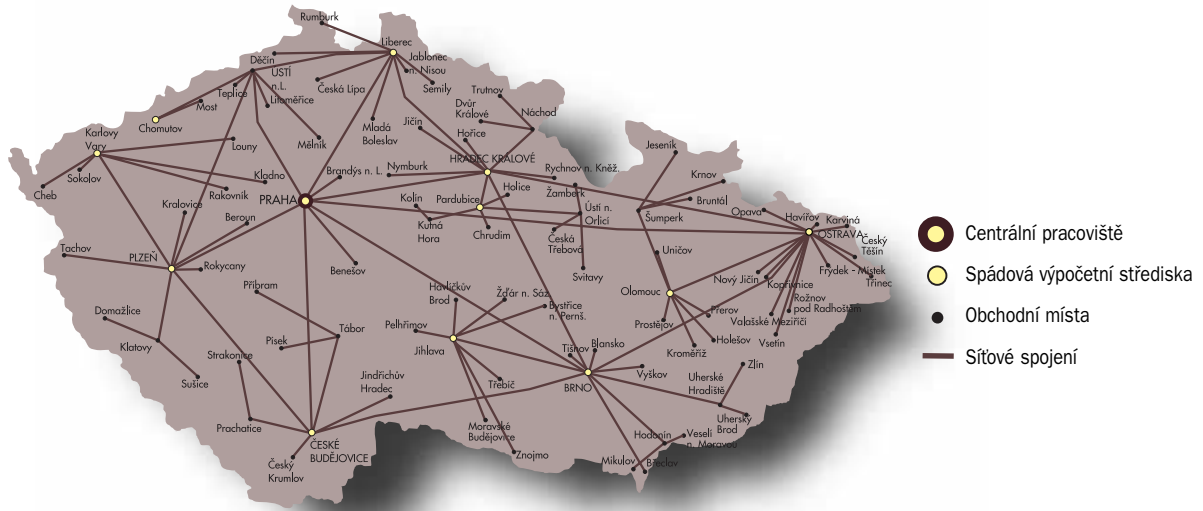 Rumburk
Liberec
Děčín
Jablonec
n. Nisou
ÚSTÍ
n.L.
Teplice
Česká Lípa
Semily
Litoměřice
Most
Trutnov
Chomutov
Dvůr
Králové
Náchod
Mladá
Boleslav
Jičín
Hořice
Karlovy
Vary
Louny
Mělník
Jeseník
HRADEC KRÁLOVÉ
Sokolov
Cheb
Kladno
Brandýs n. L.
Nymburk
Rychnov n. Kněž.
Krnov
Rakovník
PRAHA
Kolín
Pardubice
Holice
Žamberk
Bruntál
Kralovice
Beroun
Kutná
Hora
Chrudim
Ústí n.
Orlicí
Šumperk
Opava
Havířov
Karviná
OSTRAVA
Česká
Třebová
Český
Těšín
Tachov
PLZEŇ
Rokycany
Benešov
Svitavy
Uničov
Nový Jičín
Kopřivnice
Frýdek - Místek
Třinec
Příbram
Havlíčkův
Brod
Žďár n. Sáz.
Bystřice
n. Pernš.
Olomouc
Rožnov
pod Radhoštěm
Domažlice
Přerov
Valašské Meziříčí
Pelhřimov
Prostějov
Klatovy
Písek
Tábor
Jihlava
Tišnov
Blansko
Holešov
Vsetín
Strakonice
Kroměříž
Sušice
Jindřichův
Hradec
Třebíč
BRNO
Vyškov
Zlín
Uherské
Hradiště
Prachatice
Moravské
Budějovice
Uherský
Brod
ČESKÉ
BUDĚJOVICE
Hodonín
Veselí
n. Moravou
Český
Krumlov
Znojmo
Mikulov
Břeclav
Centrální pracoviště
Spádová výpočetní střediska
Obchodní místa
Síťové spojení